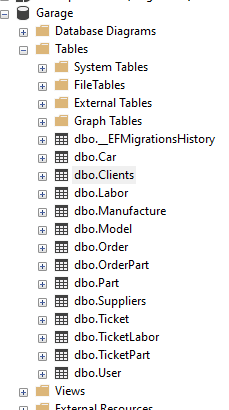 Garage
Database Diagrams
Tables
System Tables
FileTables
External Tables
Graph Tables
dbo.__EFMigrationsHistory
dbo.Car
dbo.Clients
dbo.Labor
dbo.Manufacture
dbo.Model
dbo.Order
dbo.OrderPart
dbo.Part
dbo.Suppliers
dbo.Ticket
dbo.TicketLabor
dbo.TicketPart
dbo.User
Views
External Resources